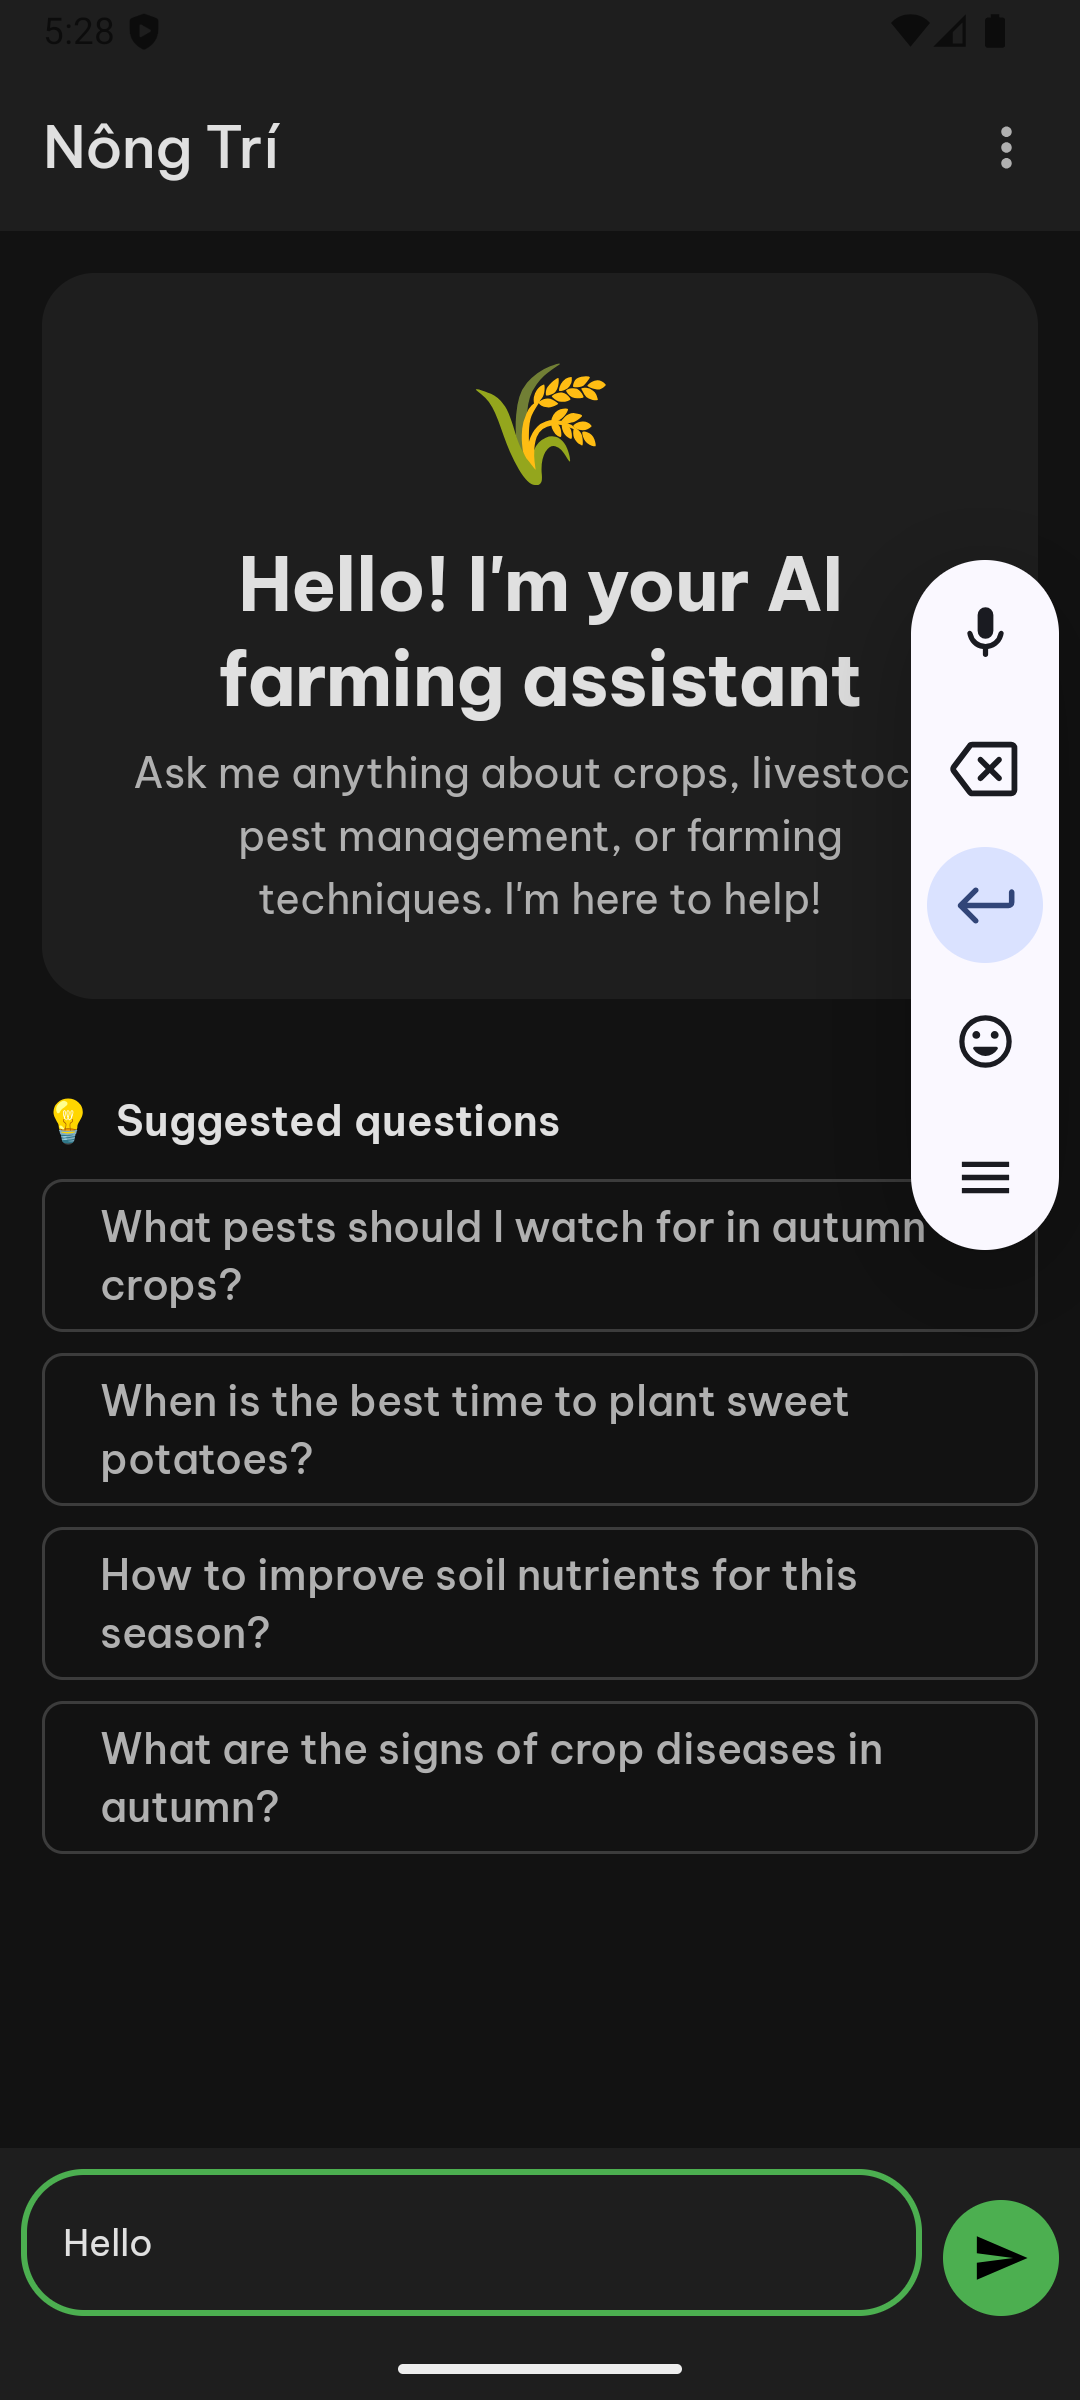 5:28
Nông Trí
Hello! I'm your AI
farming assistant
Ask me anything about crops, livestoc
pest management, or farming
techniques. I'm here to help!
💡 Suggested questions
What pests should I watch for in autumn
crops?
When is the best time to plant sweet
potatoes?
How to improve soil nutrients for this
season?
What are the signs of crop diseases in
autumn?
Hello